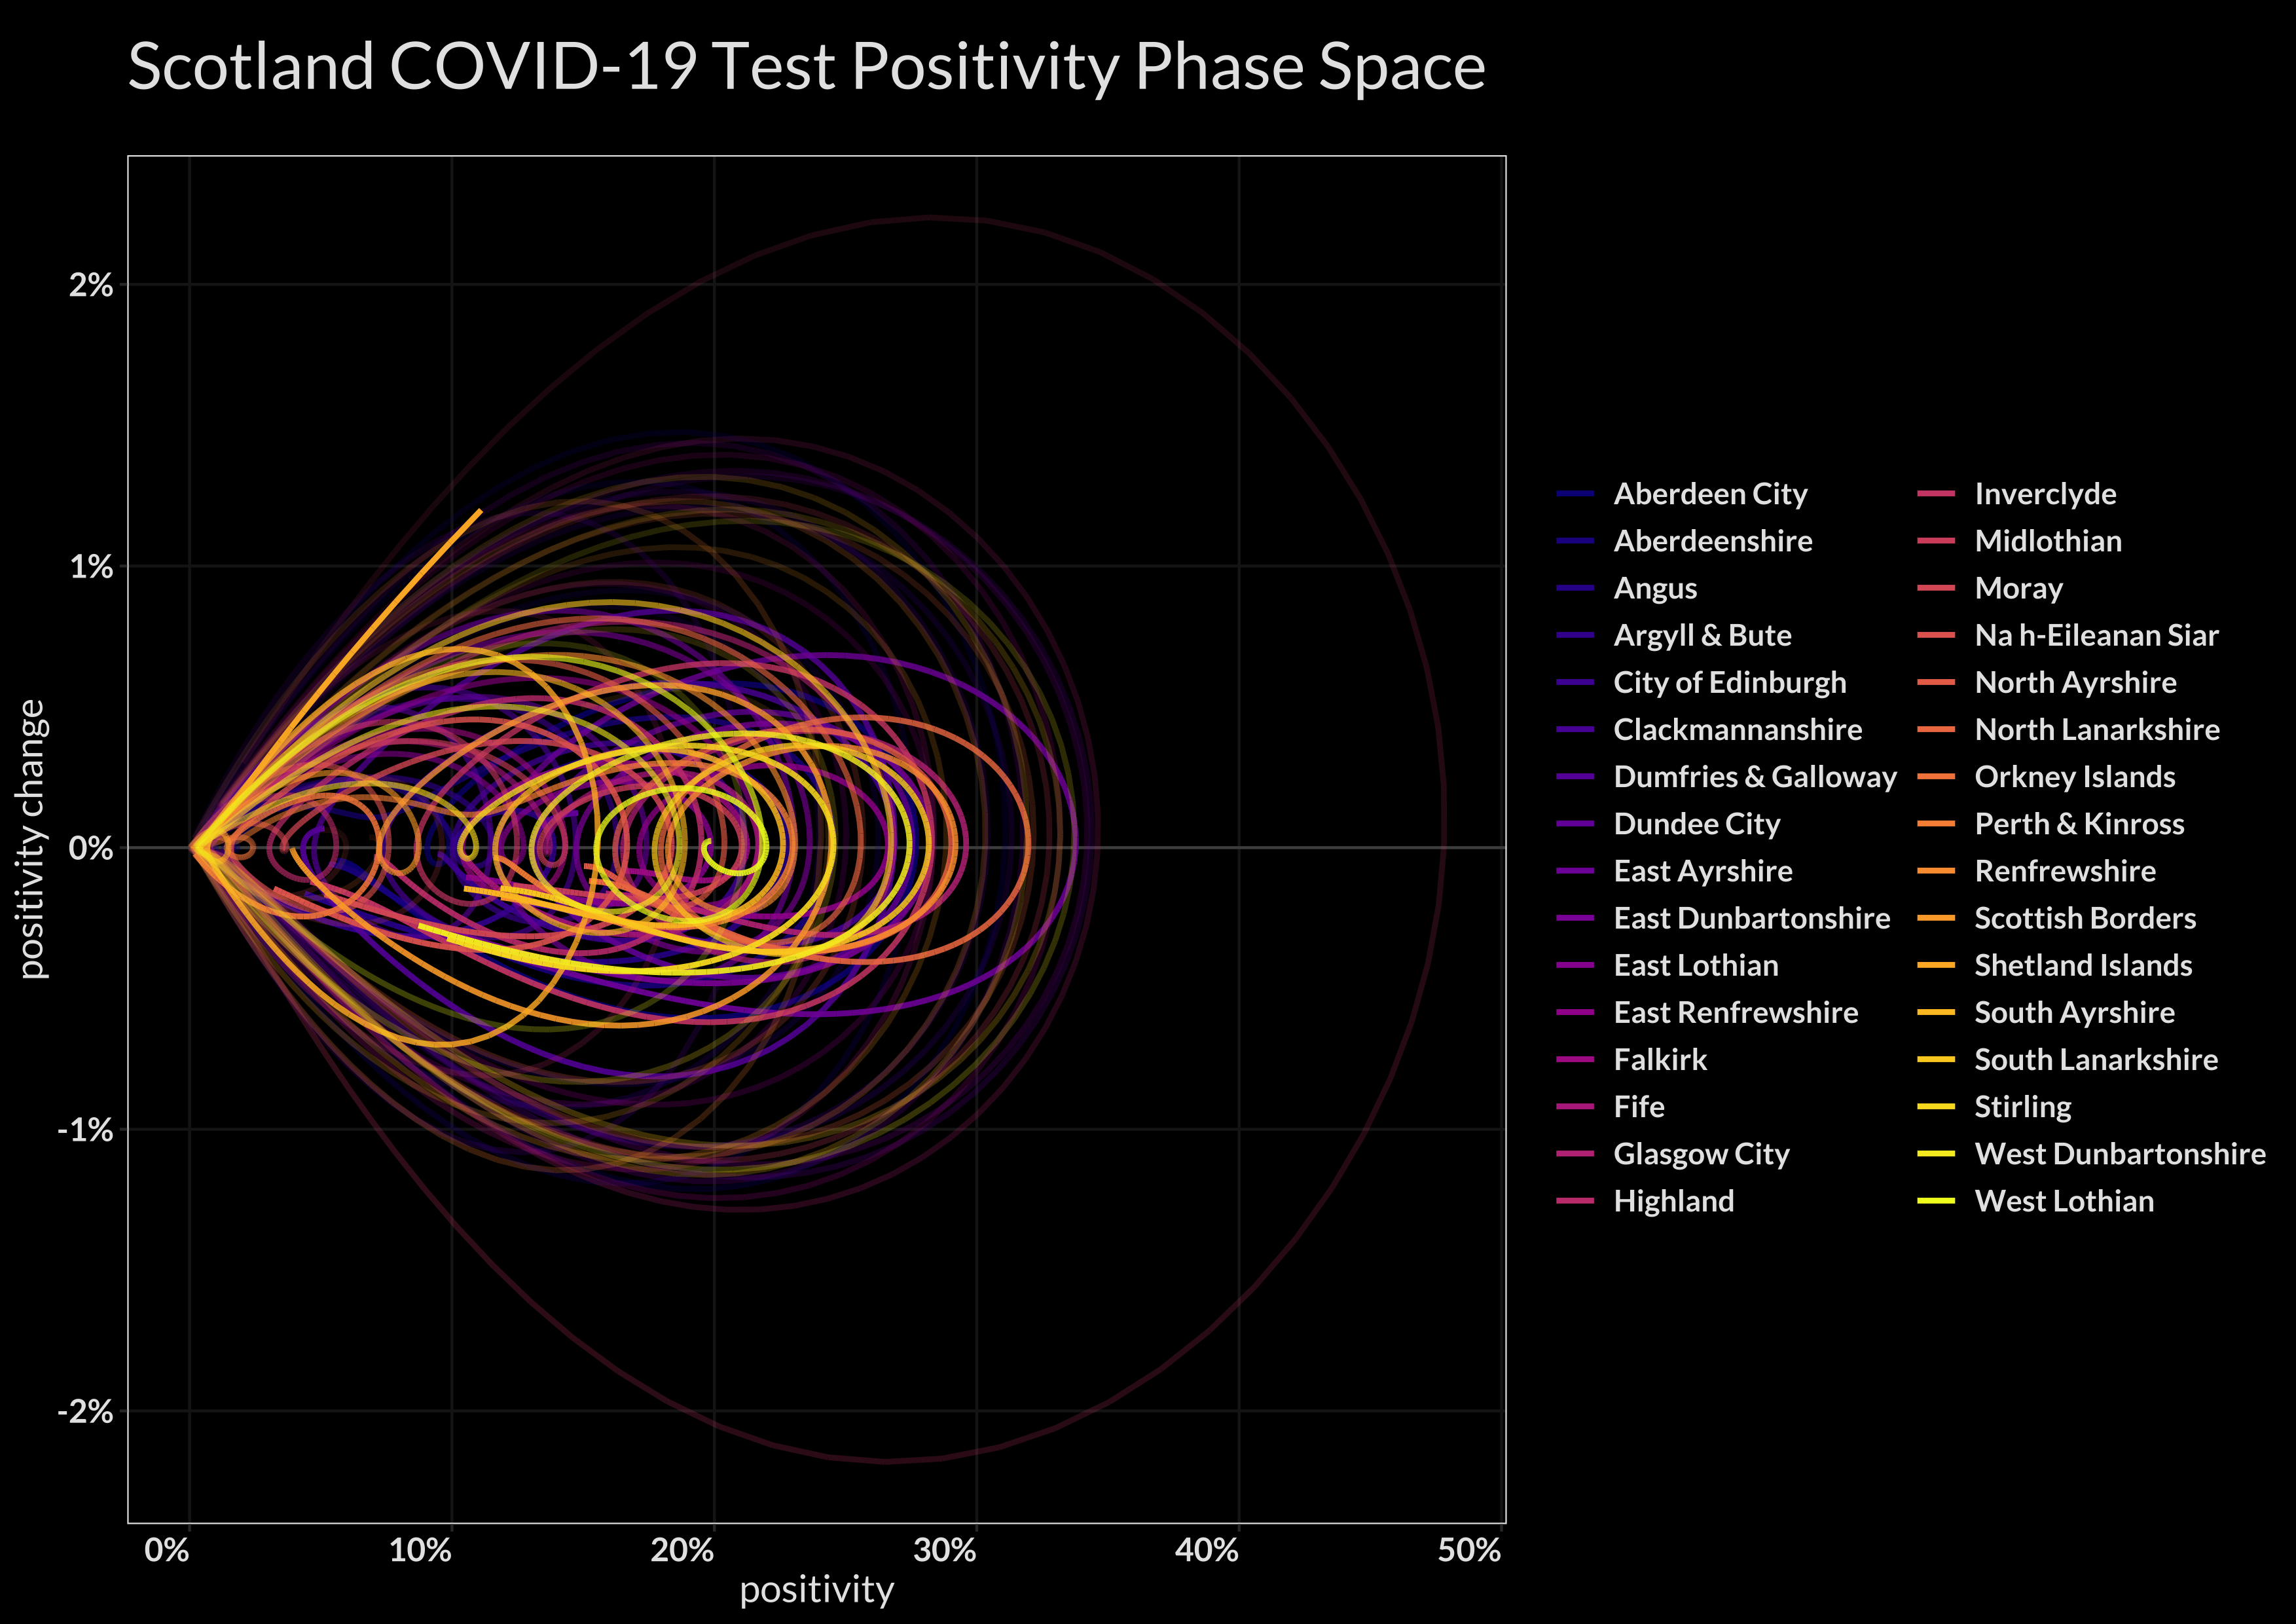 Scotland COVID-19 Test Positivity Phase Space
positivity change
2%
1%
0%
-1%
-2%
0%
10%
20%
30%
40%
50%
positivity
Aberdeen City
Aberdeenshire
Angus
Argyll & Bute
City of Edinburgh
Clackmannanshire
Dumfries & Galloway
Dundee City
East Ayrshire
East Dunbartonshire
East Lothian
East Renfrewshire
Falkirk
Fife
Glasgow City
Highland
Inverclyde
Midlothian
Moray
Na h-Eileanan Siar
North Ayrshire
North Lanarkshire
Orkney Islands
Perth & Kinross
Renfrewshire
Scottish Borders
Shetland Islands
South Ayrshire
South Lanarkshire
Stirling
West Dunbartonshire
West Lothian